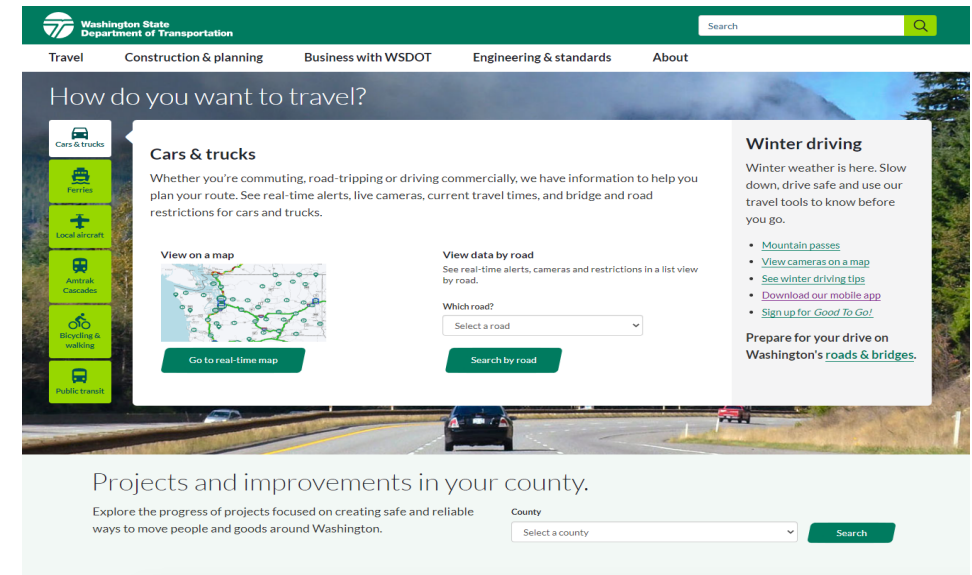 Washington State
Department of Transportation
Search
Travel
Construction & planning
Business with WSDOT
Engineering & standards
About
How do you want to travel?
Cars & trucks
Ferries
Local aircraft
Amtrak
Cascades
Bicycling &
walking
Public transit
Cars & trucks
Whether you're commuting, road-tripping or driving commercially, we have information to help you
plan your route. See real-time alerts, live cameras, current travel times, and bridge and road
restrictions for cars and trucks.
View on a map
Go to real-time map
View data by road
See real-time alerts, cameras and restrictions in a list view
by road.
Which road?
Select a road
Search by road
Winter driving
Winter weather is here. Slow
down, drive safe and use our
travel tools to know before
you go.
Mountain passes
View cameras on a map
See winter driving tips
Download our mobile app
Sign up for Good To Go!
Prepare for your drive on
Washington's roads & bridges.
Projects and improvements in your county.
Explore the progress of projects focused on creating safe and reliable
ways to move people and goods around Washington.
County
Select a county
Search